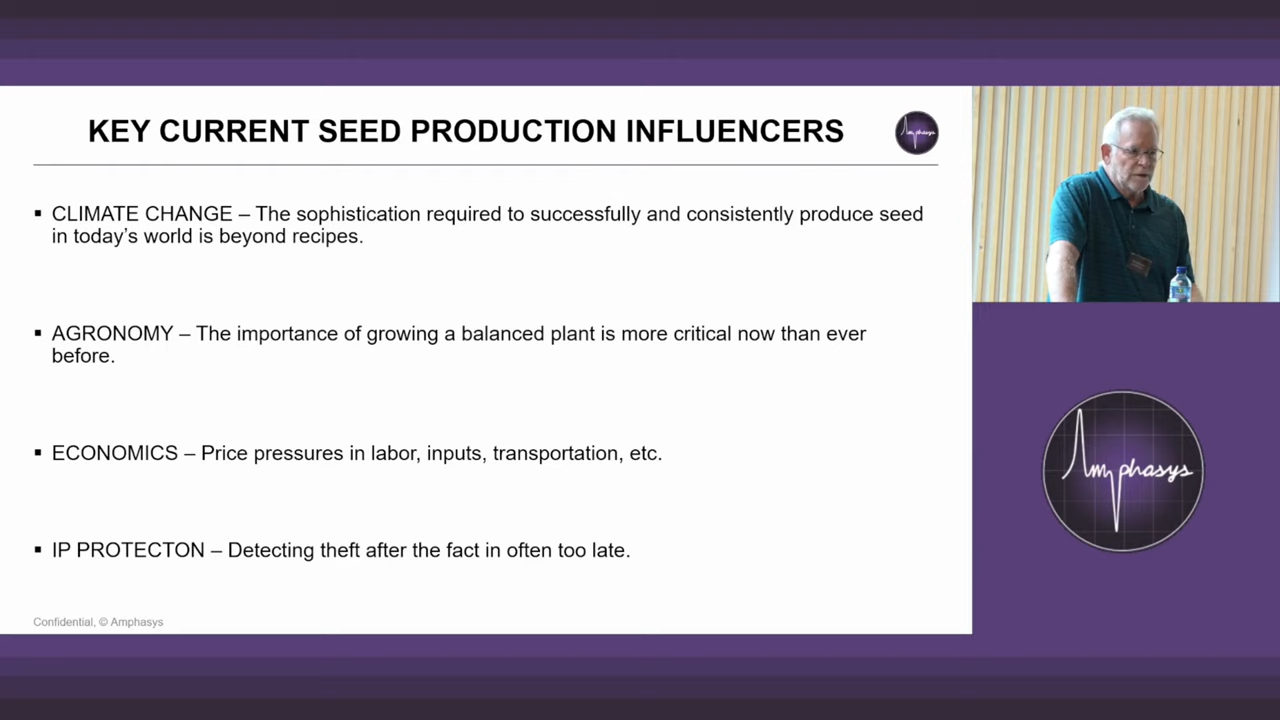 KEY CURRENT SEED PRODUCTION INFLUENCERS
Amphasys
▪ CLIMATE CHANGE – The sophistication required to successfully and consistently produce seed
in today’s world is beyond recipes.
▪ AGRONOMY – The importance of growing a balanced plant is more critical now than ever
before.
▪ ECONOMICS – Price pressures in labor, inputs, transportation, etc.
▪ IP PROTECTON – Detecting theft after the fact in often too late.
Confidential, © Amphasys
Amphasys